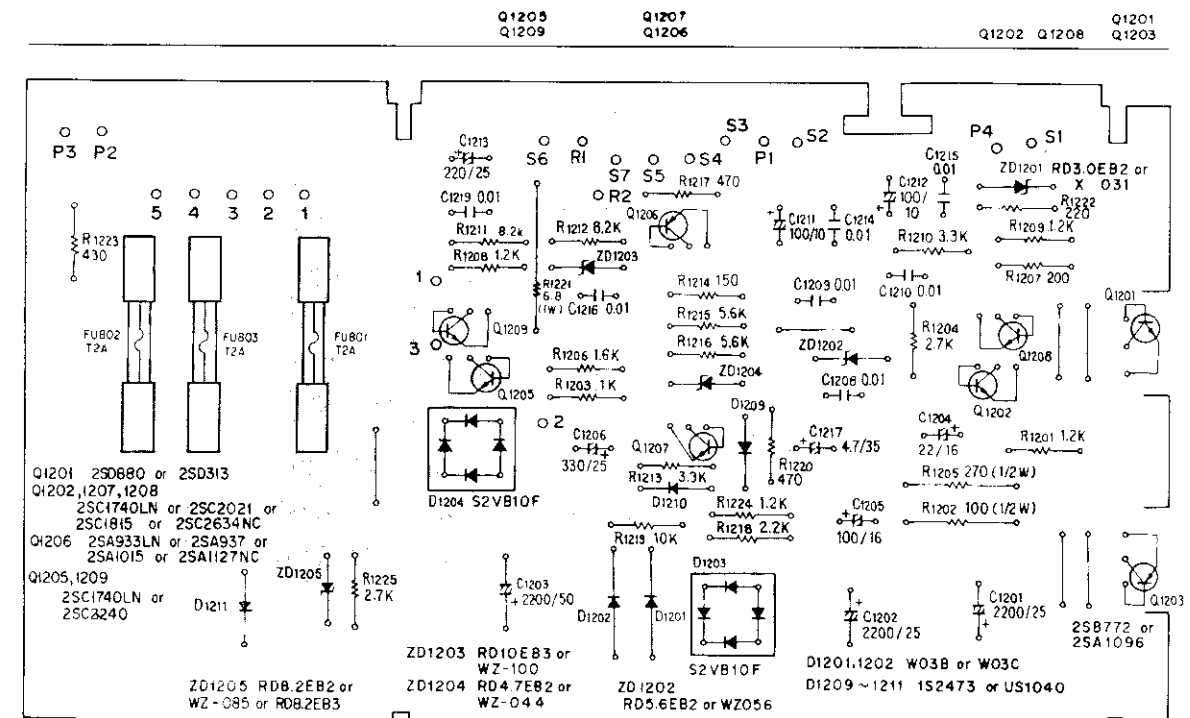 Q1205 Q1207 Q1201
Q1209 Q1206 Q1202 Q1208 Q1203
P3 P2
5 4 3 2 1
R1223
430
FU802
T2A
FU803
T2A
FU801
T2A
C1213
+
220/25
C1219 0.01
R1211 8.2k
R1208 1.2K
S6 R1 S7 S5 S4 S3 P1 S2
R2
R1217 470
R1212 8.2K
ZD1203
R1221
6.8
(1W)
C1216 0.01
Q1206
1
3
Q1209
Q1205
R1206 1.6K
R1203 1K
2
R1214 150
R1215 5.6K
R1216 5.6K
ZD1204
C1211
100/10
C1214
0.01
C1209 0.01
ZD1202
C1208 0.01
C1212
100/
10
C1215
0.01
P4 S1
ZD1201 RD3.0EB2 or
X 031
R1222
220
R1209 1.2K
R1210 3.3K
R1207 200
C1210 0.01
R1204
2.7K
Q1201
Q1208
Q1202
D1204 S2VB10F
C1206
330/25
Q1207
R1213 3.3K
D1210
D1209
R1220
470
C1217
4.7/35
C1204
22/16
R1201 1.2K
R1205 270 (1/2W)
R1202 100 (1/2W)
R1224 1.2K
R1218 2.2K
R1219 10K
C1205
100/16
Q1201 2SD880 or 2SD313
Q1202,1207,1208
2SC1740LN or 2SC2021 or
2SC1815 or 2SC2634NC
Q1206 2SA933LN or 2SA937 or
2SA1015 or 2SA1127NC
Q1205,1209
2SC1740LN or
2SC2240
D1211
ZD1205
R1225
2.7K
C1203
+ 2200/50
D1202
D1201
D1203
S2VB10F
C1202
2200/25
C1201
2200/25
Q1203
2SB772 or
2SA1096
ZD1205 RD8.2EB2 or
WZ-085 or RD8.2EB3
ZD1203 RD10EB3 or
WZ-100
ZD1204 RD4.7EB2 or
WZ-044
ZD1202
RD5.6EB2 or WZ056
D1201,1202 W03B or W03C
D1209~1211 1S2473 or US1040